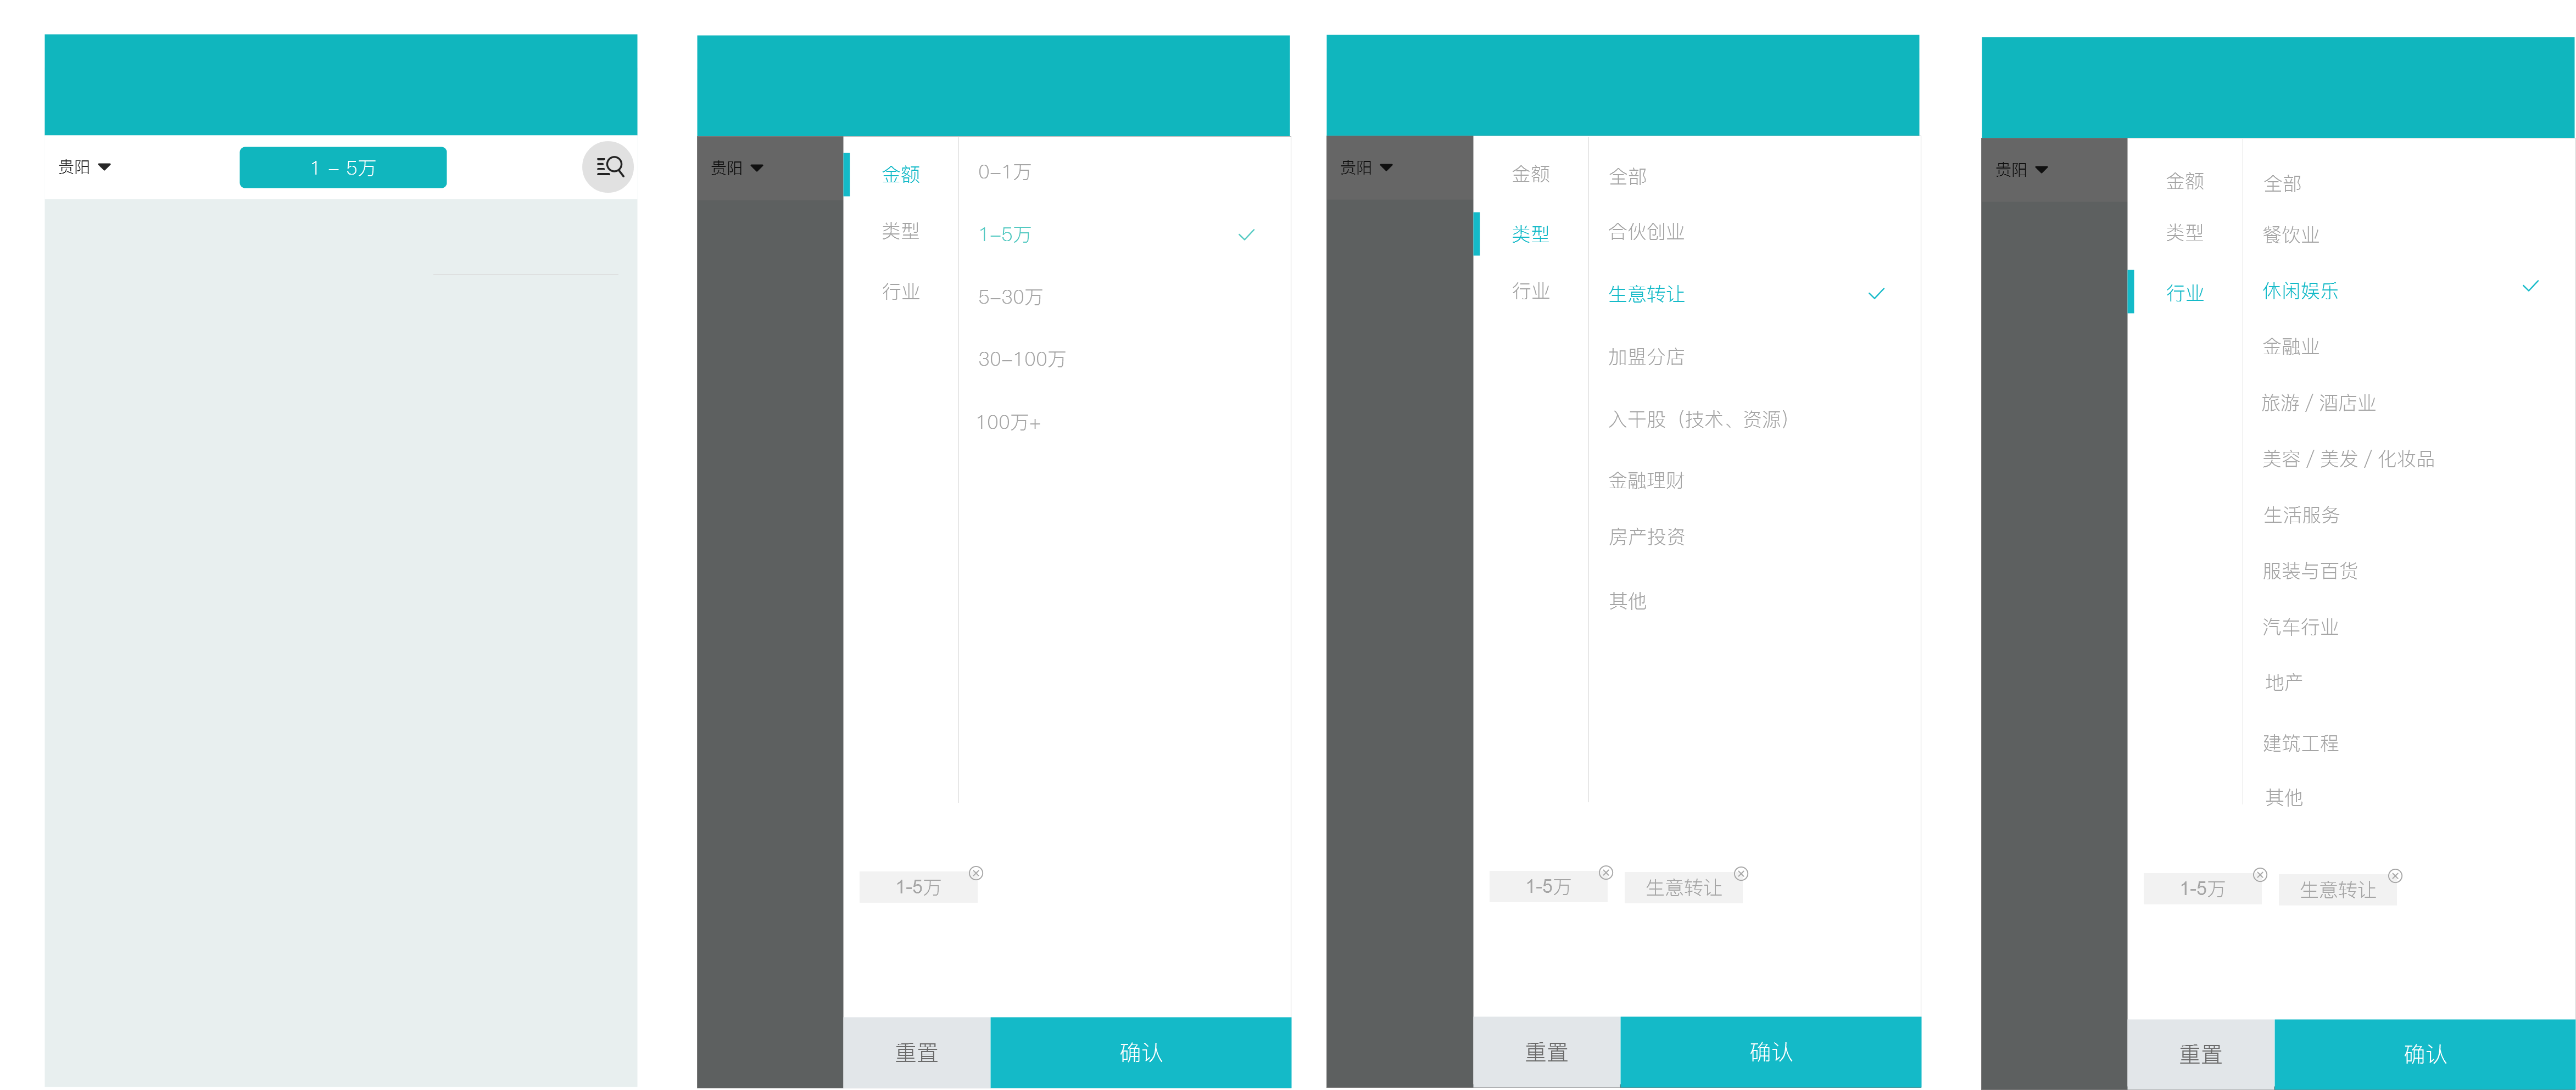 贵阳
1 – 5万
贵阳
金额
类型
行业
0–1万
1–5万
5–30万
30–100万
100万+
1-5万
重置
确认
贵阳
金额
类型
行业
全部
合伙创业
生意转让
加盟分店
入干股（技术、资源）
金融理财
房产投资
其他
1-5万
生意转让
重置
确认
贵阳
金额
类型
行业
全部
餐饮业
休闲娱乐
金融业
旅游 / 酒店业
美容 / 美发 / 化妆品
生活服务
服装与百货
汽车行业
地产
建筑工程
其他
1-5万
生意转让
重置
确认